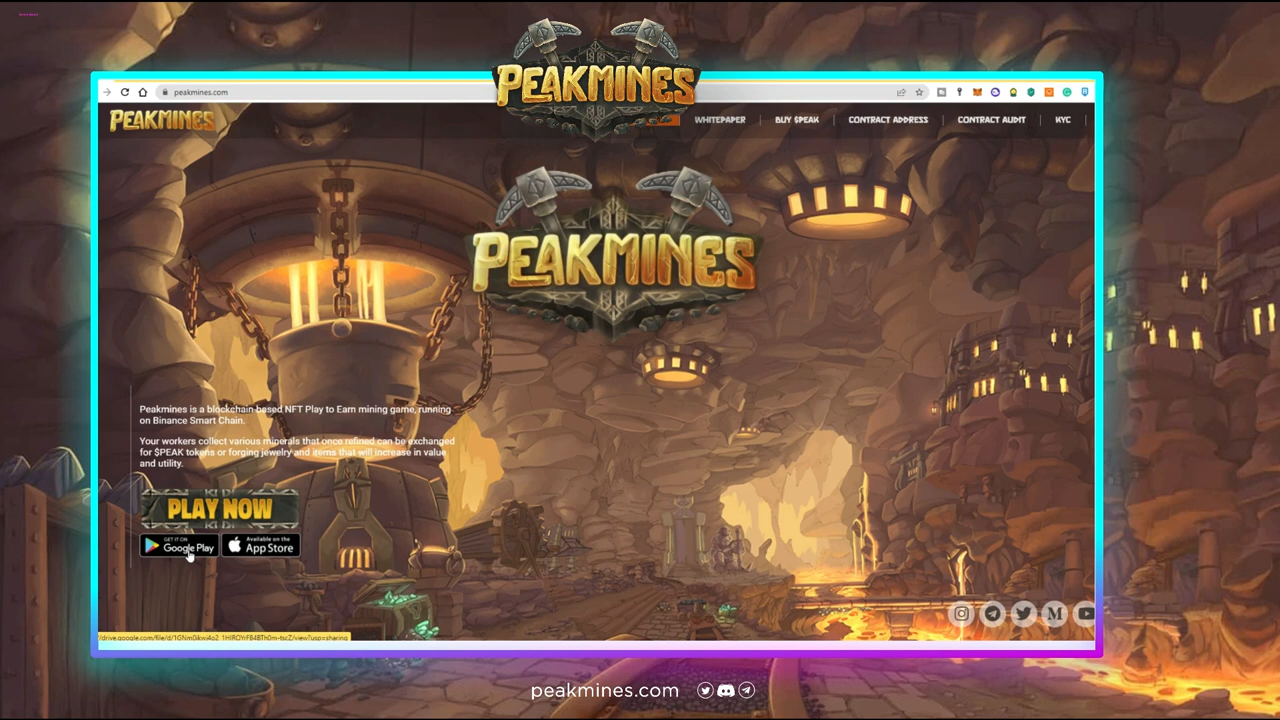 PEAKMINES
peakmines.com
PEAKMINES
WHITEPAPER
BUY $PEAK
CONTRACT ADDRESS
CONTRACT AUDIT
KYC
PEAKMINES
Peakmines is a blockchain based NFT Play to Earn mining game, running
on Binance Smart Chain.
Your workers collect various minerals that once refined can be exchanged
for $PEAK tokens or forging jewelry and items that will increase in value
and utility.
PLAY NOW
GET IT ON
Google Play
Available on the
App Store
peakmines.com